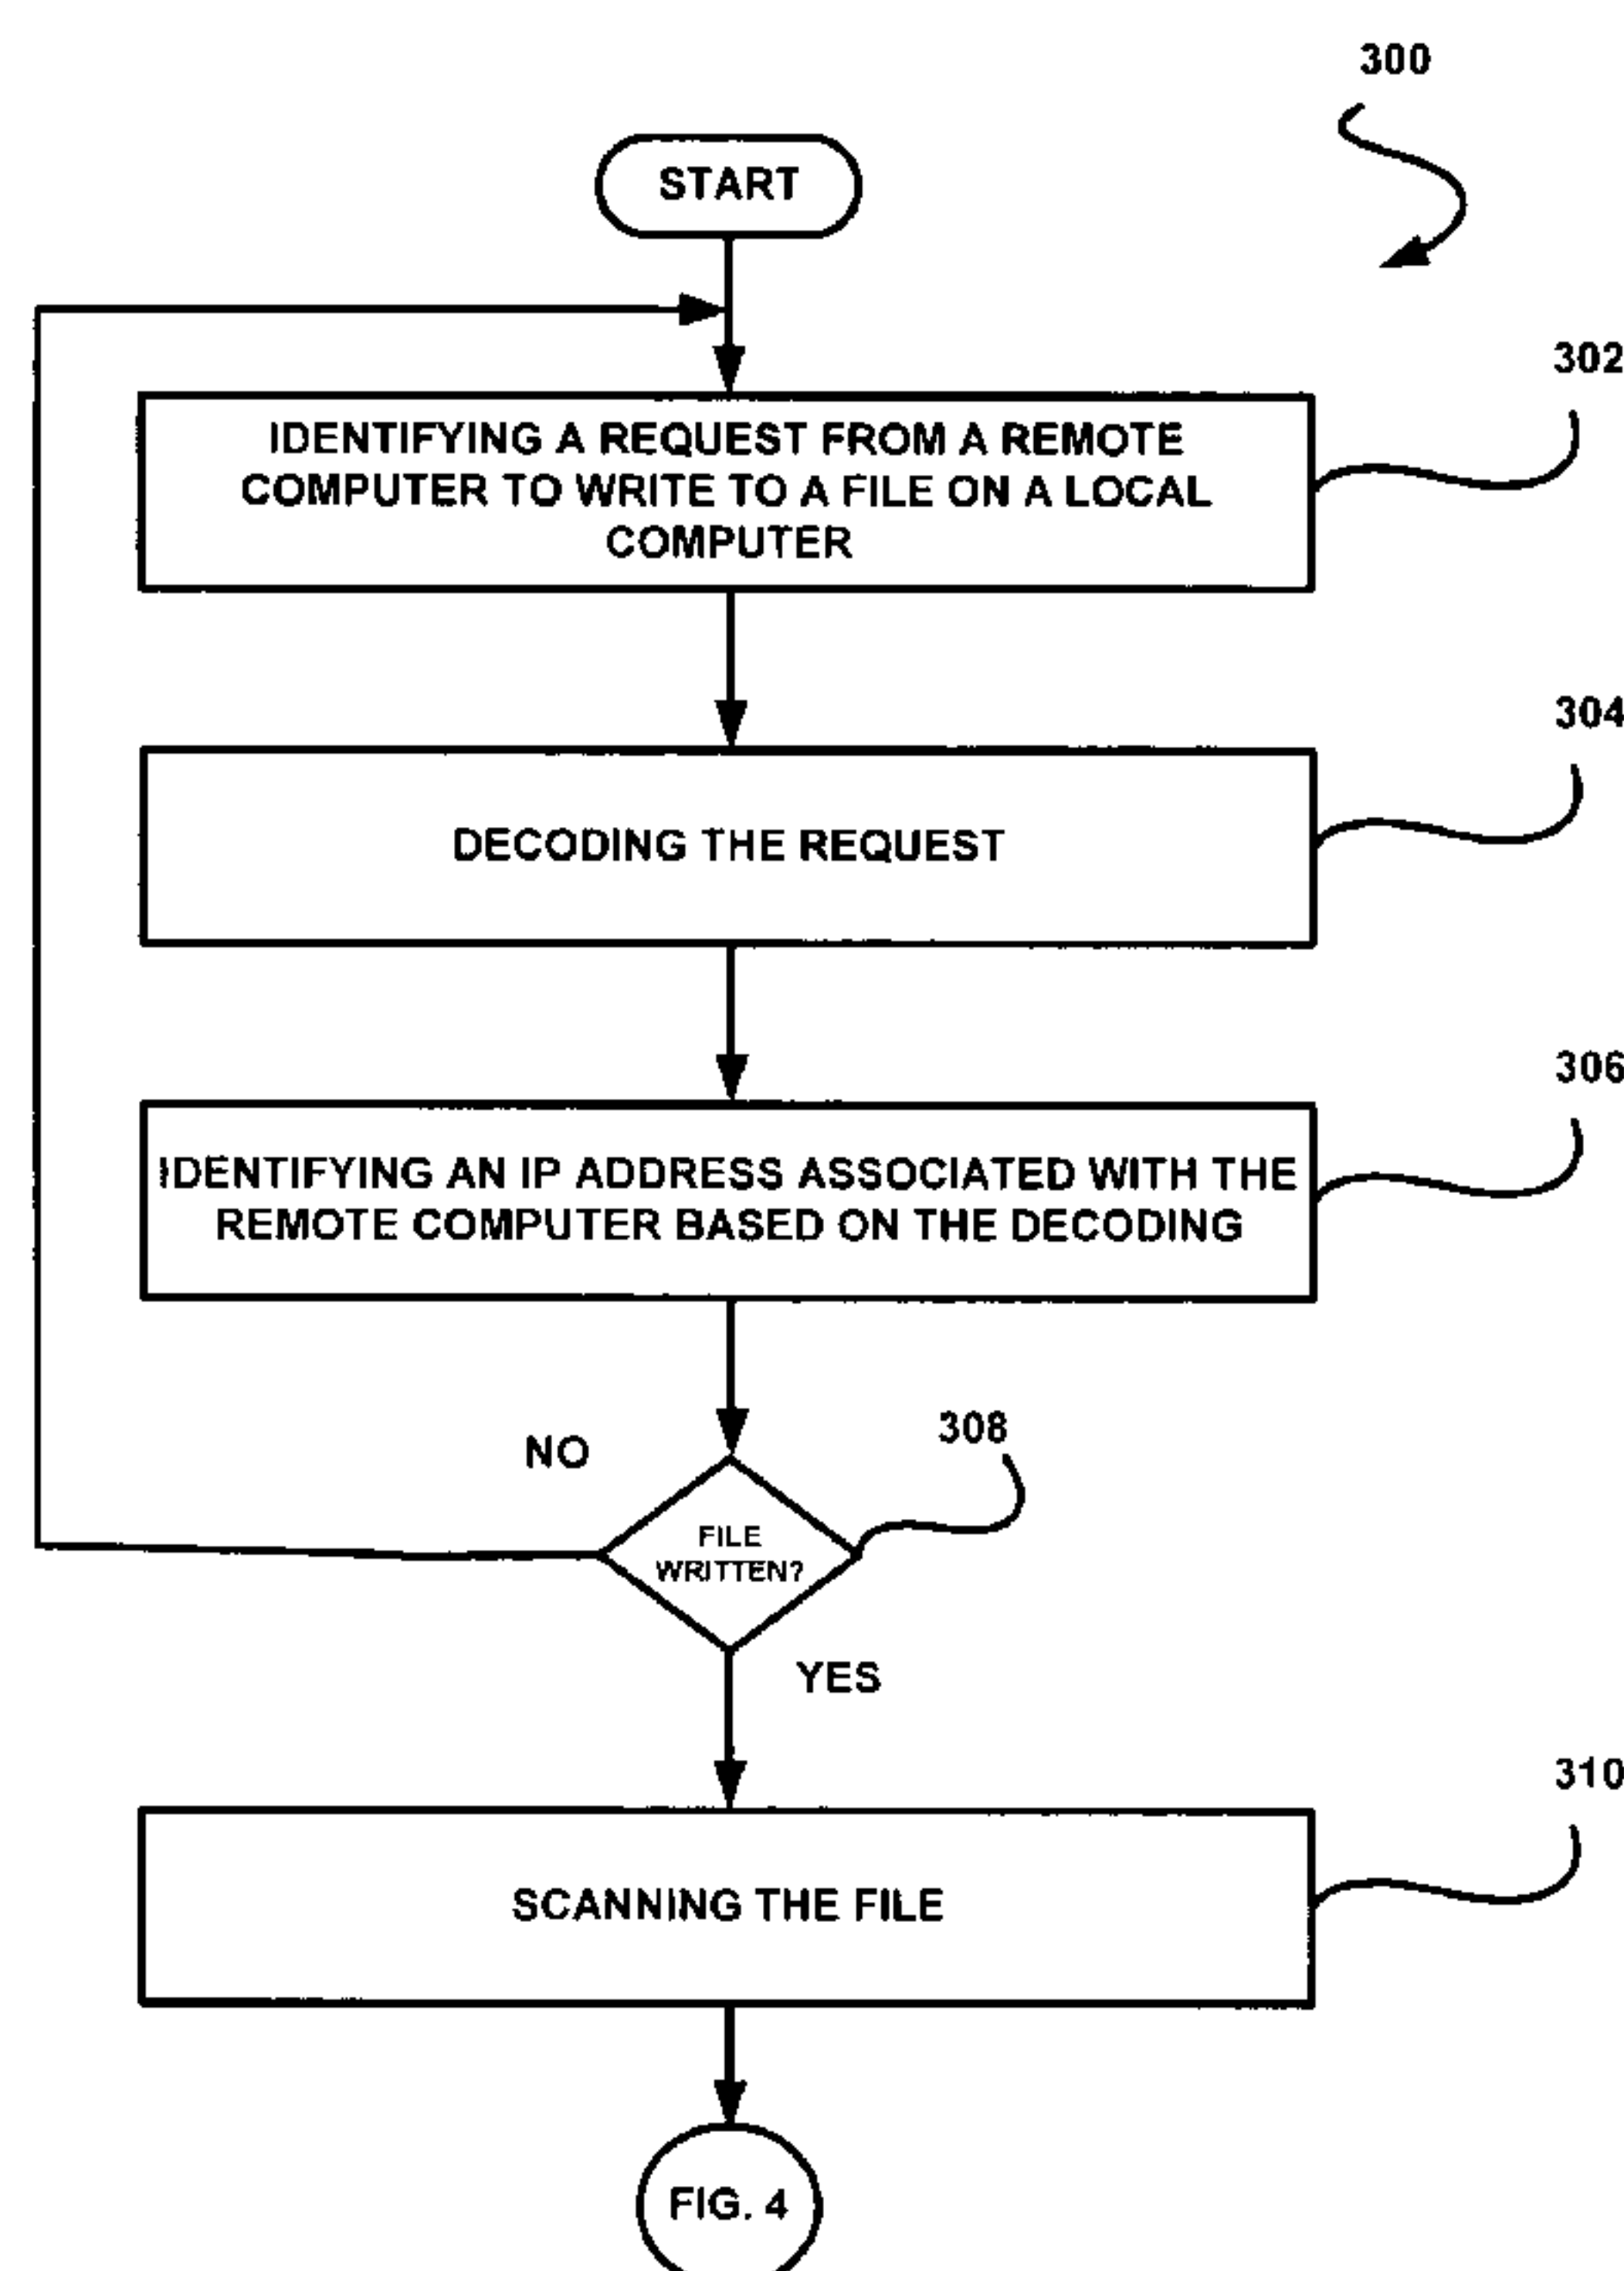 300
START
302
IDENTIFYING A REQUEST FROM A REMOTE
COMPUTER TO WRITE TO A FILE ON A LOCAL
COMPUTER
304
DECODING THE REQUEST
306
IDENTIFYING AN IP ADDRESS ASSOCIATED WITH THE
REMOTE COMPUTER BASED ON THE DECODING
308
NO
FILE
WRITTEN?
YES
310
SCANNING THE FILE
FIG. 4